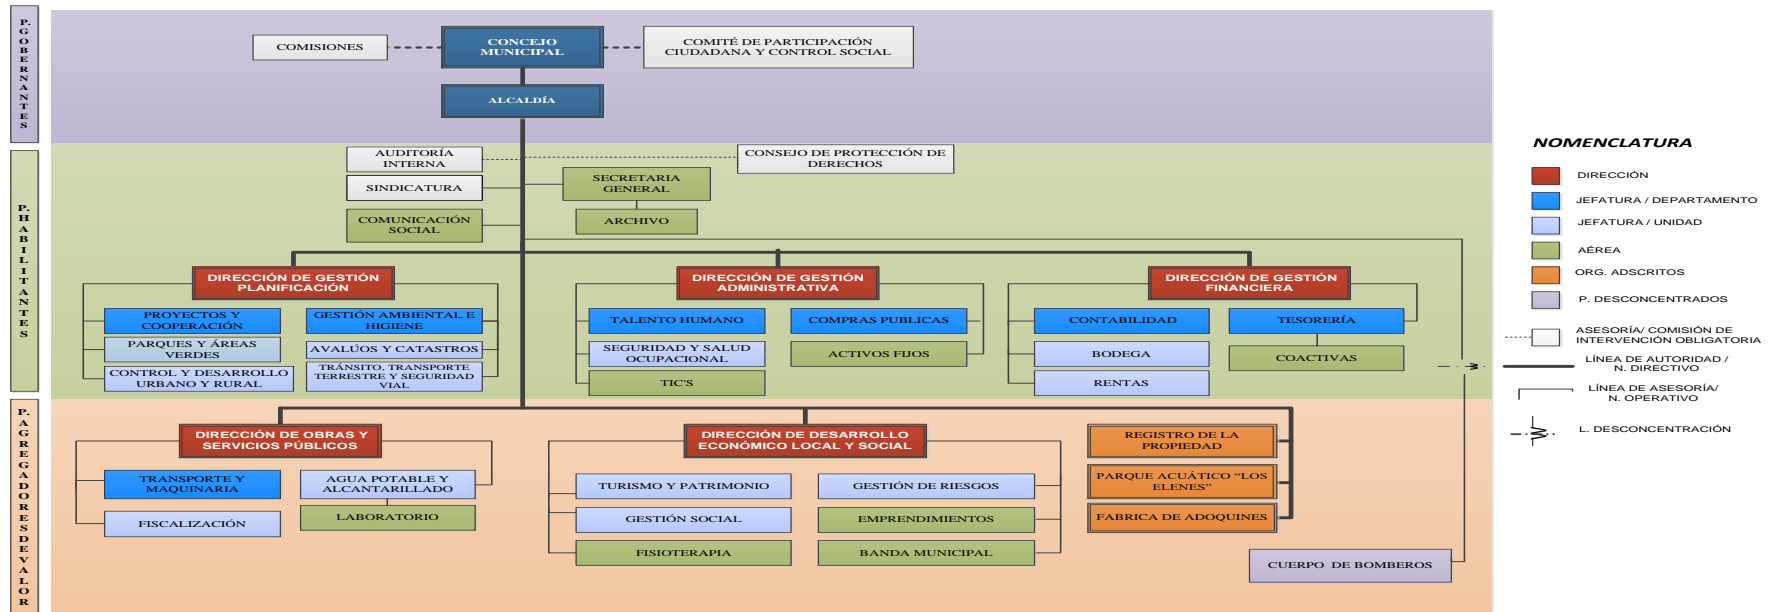 P. GOBERNANTES
COMISIONES
CONCEJO
MUNICIPAL
COMITÉ DE PARTICIPACIÓN
CIUDADANA Y CONTROL SOCIAL
ALCALDÍA
P. HABILITANTES
AUDITORÍA
INTERNA
CONSEJO DE PROTECCIÓN DE
DERECHOS
SINDICATURA
SECRETARIA
GENERAL
COMUNICACIÓN
SOCIAL
ARCHIVO
DIRECCIÓN DE GESTIÓN
PLANIFICACIÓN
PROYECTOS Y
COOPERACIÓN
GESTIÓN AMBIENTAL E
HIGIENE
PARQUES Y ÁREAS
VERDES
AVALÚOS Y CATASTROS
CONTROL Y DESARROLLO
URBANO Y RURAL
TRÁNSITO, TRANSPORTE
TERRESTRE Y SEGURIDAD
VIAL
DIRECCIÓN DE GESTIÓN
ADMINISTRATIVA
TALENTO HUMANO
COMPRAS PUBLICAS
SEGURIDAD Y SALUD
OCUPACIONAL
ACTIVOS FIJOS
TIC'S
DIRECCIÓN DE GESTIÓN
FINANCIERA
CONTABILIDAD
TESORERÍA
BODEGA
COACTIVAS
RENTAS
P. AGREGADORES DE VALOR
DIRECCIÓN DE OBRAS Y
SERVICIOS PÚBLICOS
TRANSPORTE Y
MAQUINARIA
AGUA POTABLE Y
ALCANTARILLADO
FISCALIZACIÓN
LABORATORIO
DIRECCIÓN DE DESARROLLO
ECONÓMICO LOCAL Y SOCIAL
TURISMO Y PATRIMONIO
GESTIÓN DE RIESGOS
GESTIÓN SOCIAL
EMPRENDIMIENTOS
FISIOTERAPIA
BANDA MUNICIPAL
REGISTRO DE LA
PROPIEDAD
PARQUE ACUÁTICO “LOS
ELENES”
FABRICA DE ADOQUINES
CUERPO DE BOMBEROS
NOMENCLATURA
DIRECCIÓN
JEFATURA / DEPARTAMENTO
JEFATURA / UNIDAD
AÉREA
ORG. ADSCRITOS
P. DESCONCENTRADOS
ASESORÍA/ COMISIÓN DE
INTERVENCIÓN OBLIGATORIA
LÍNEA DE AUTORIDAD /
N. DIRECTIVO
LÍNEA DE ASESORÍA/
N. OPERATIVO
L. DESCONCENTRACIÓN